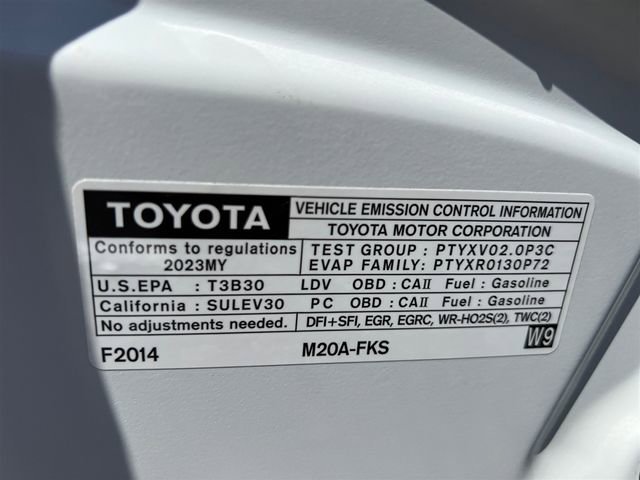 TOYOTA
VEHICLE EMISSION CONTROL INFORMATION
TOYOTA MOTOR CORPORATION
Conforms to regulations
2023MY
TEST GROUP : PTYXV02.0P3C
EVAP FAMILY: PTYXR0130P72
U.S.EPA : T3B30 LDV OBD : CAII Fuel : Gasoline
California : SULEV30 PC OBD : CAII Fuel : Gasoline
No adjustments needed. DFI+SFI, EGR, EGRC, WR-HO2S(2), TWC(2)
F2014 M20A-FKS W9